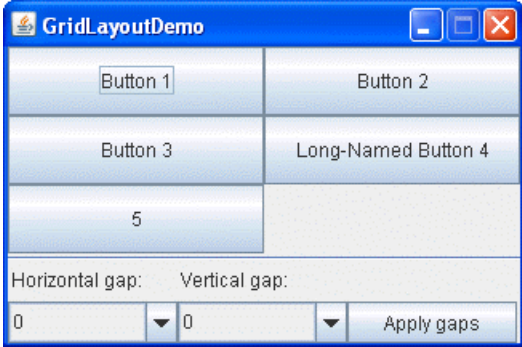 GridLayoutDemo
Button 1 Button 2
Button 3 Long-Named Button 4
5
Horizontal gap: Vertical gap:
0 0 Apply gaps